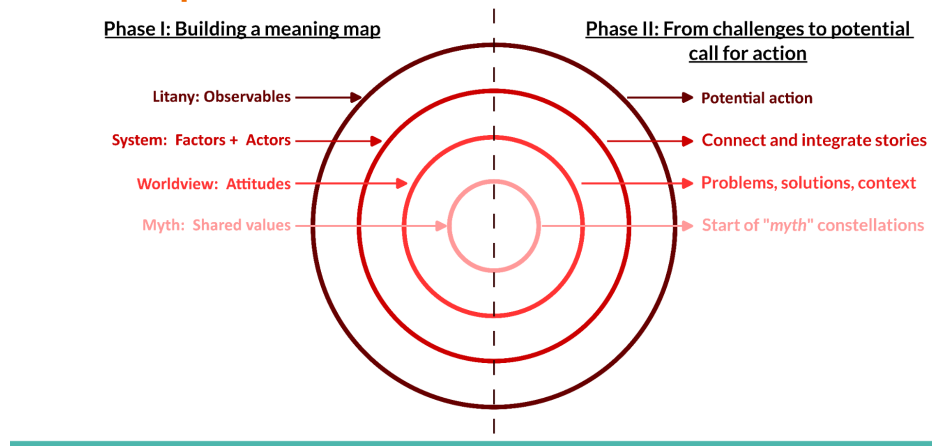 Phase I: Building a meaning map
Litany: Observables
System: Factors + Actors
Worldview: Attitudes
Myth: Shared values
Phase II: From challenges to potential
call for action
Potential action
Connect and integrate stories
Problems, solutions, context
Start of "myth" constellations